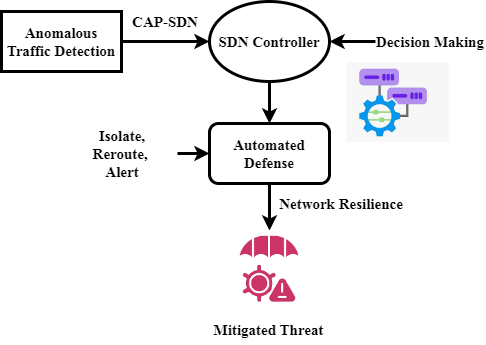 Anomalous
Traffic Detection
CAP-SDN
SDN Controller
Decision Making
Isolate,
Reroute,
Alert
Automated
Defense
Network Resilience
Mitigated Threat